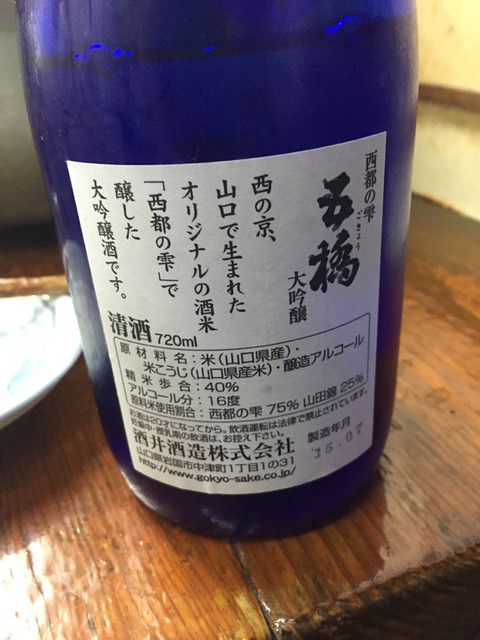 西都の雫
五橋
ごきょう
大吟醸
西の京、
山口で生まれた
オリジナルの酒米
「西都の雫」で
醸した
大吟醸酒です。
清酒 720ml
原材料名：米（山口県産）・
米こうじ（山口県産米）・醸造アルコール
精米歩合：40%
アルコール分：16度
原料米使用割合：西都の雫 75% 山田錦 25%
お酒は20才になってから。飲酒運転は法律で禁止されています。
妊娠中・授乳期の飲酒は、お控え下さい。
酒井酒造株式会社
製造年月
'15.07
山口県岩国市中津町1丁目1の31
http://www.gokyo-sake.co.jp/